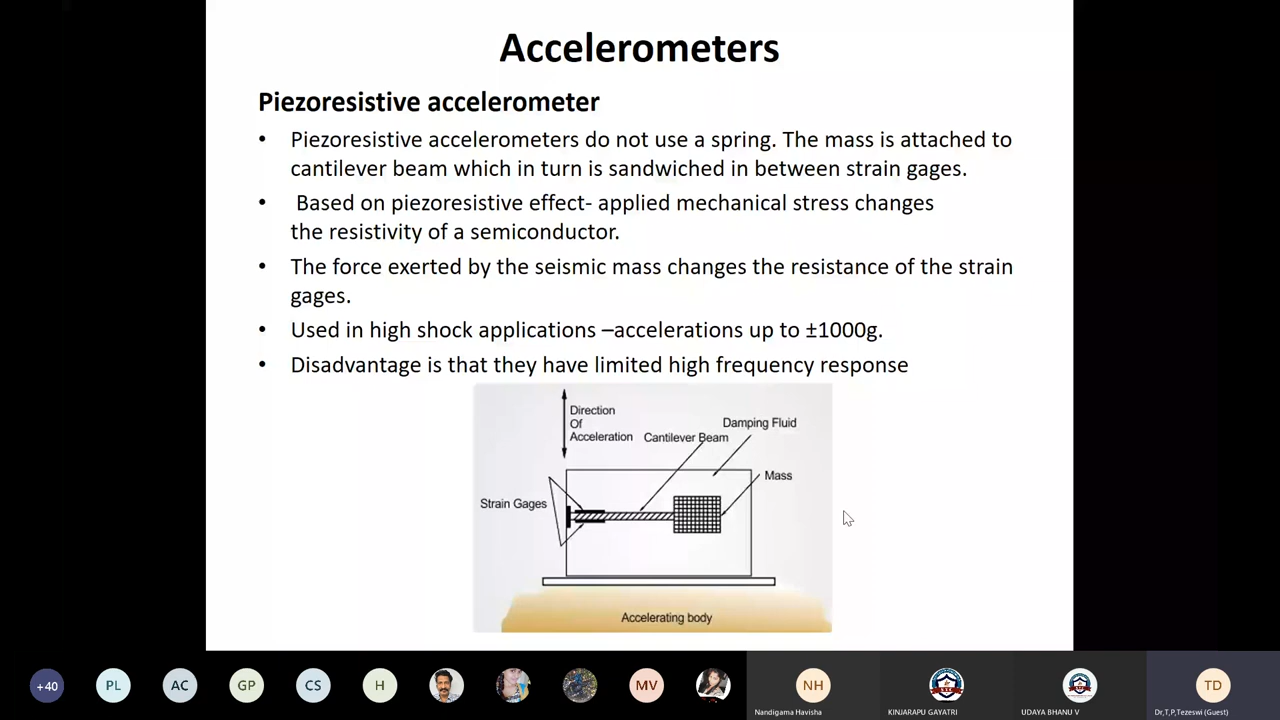 Accelerometers
Piezoresistive accelerometer
• Piezoresistive accelerometers do not use a spring. The mass is attached to
cantilever beam which in turn is sandwiched in between strain gages.
• Based on piezoresistive effect- applied mechanical stress changes
the resistivity of a semiconductor.
• The force exerted by the seismic mass changes the resistance of the strain
gages.
• Used in high shock applications –accelerations up to ±1000g.
• Disadvantage is that they have limited high frequency response
Direction
Of
Acceleration
Cantilever Beam
Damping Fluid
Mass
Strain Gages
Accelerating body
+40
PL
AC
GP
CS
H
MV
NH
TD
Nandigama Havisha
KINJARAPU GAYATRI
UDAYA BHANU V
Dr,T,P,Tezeswi (Guest)